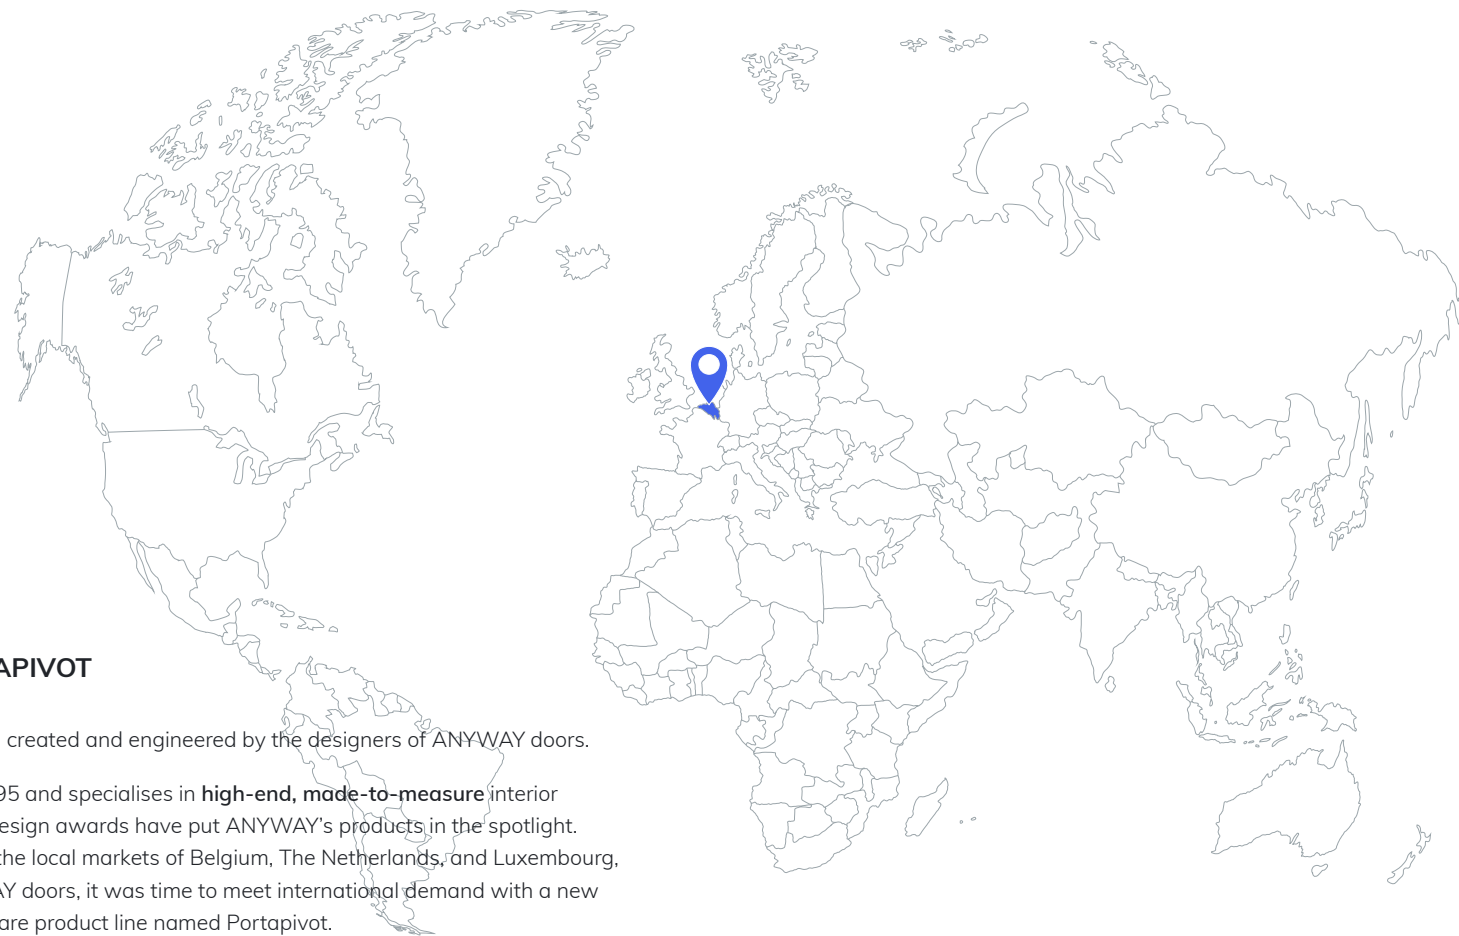 APIVOT
created and engineered by the designers of ANYWAY doors.
95 and specialises in high-end, made-to-measure interior
esign awards have put ANYWAY’s products in the spotlight.
the local markets of Belgium, The Netherlands, and Luxembourg,
AY doors, it was time to meet international demand with a new
are product line named Portapivot.